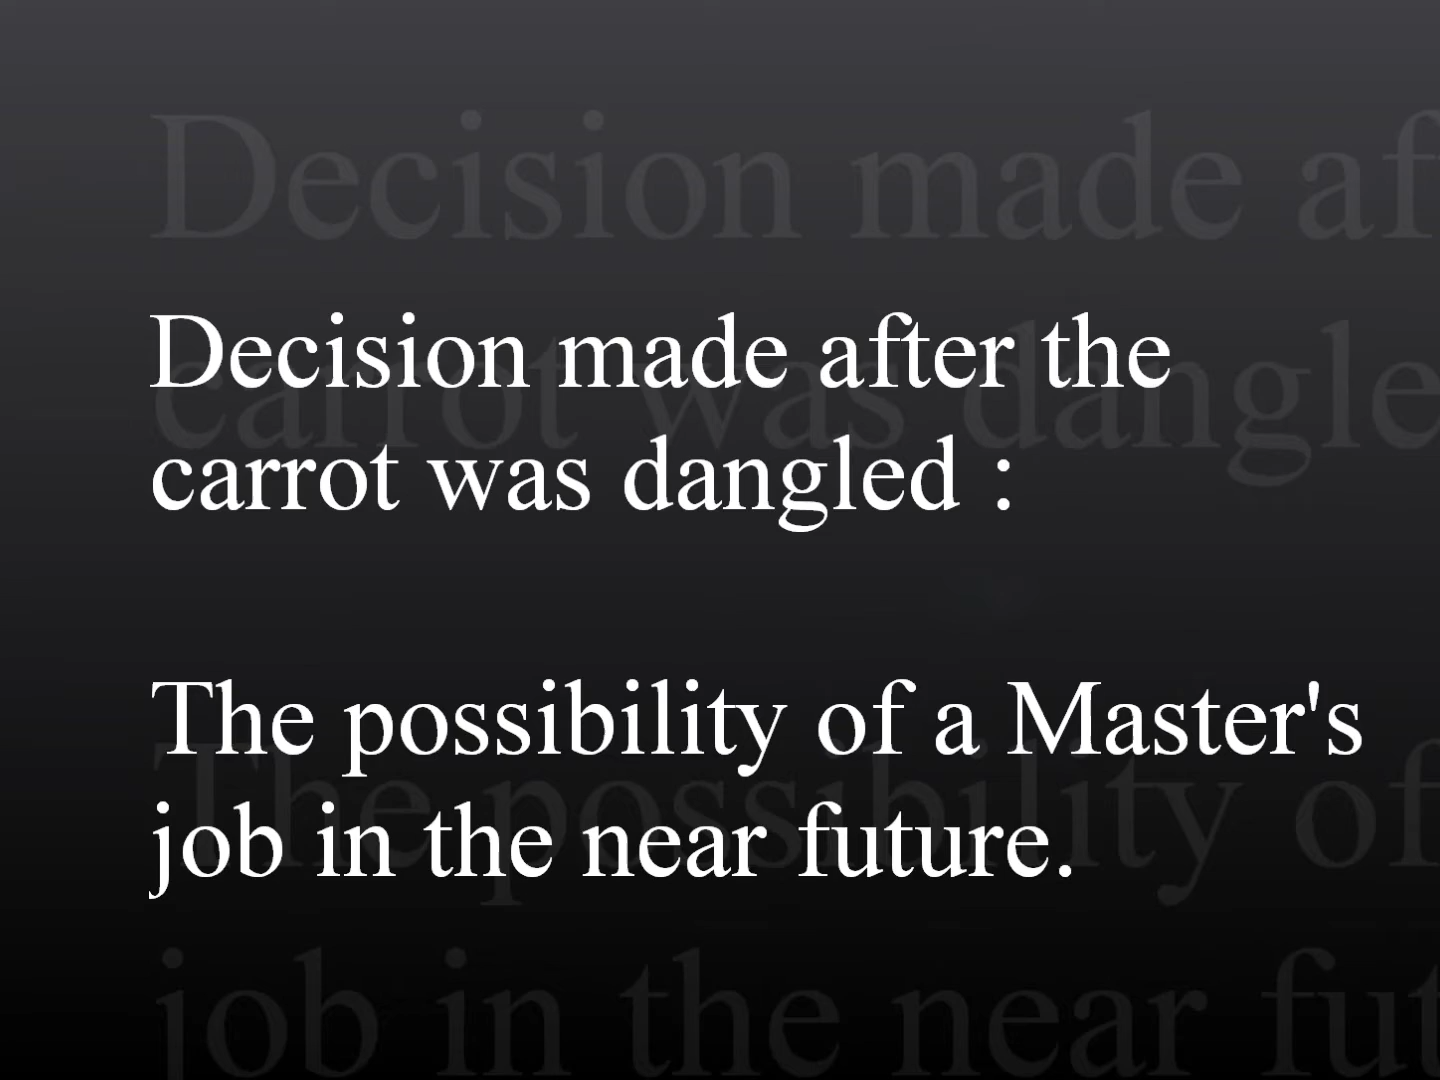 Decision made after the
carrot was dangled :
The possibility of a Master's
job in the near future.